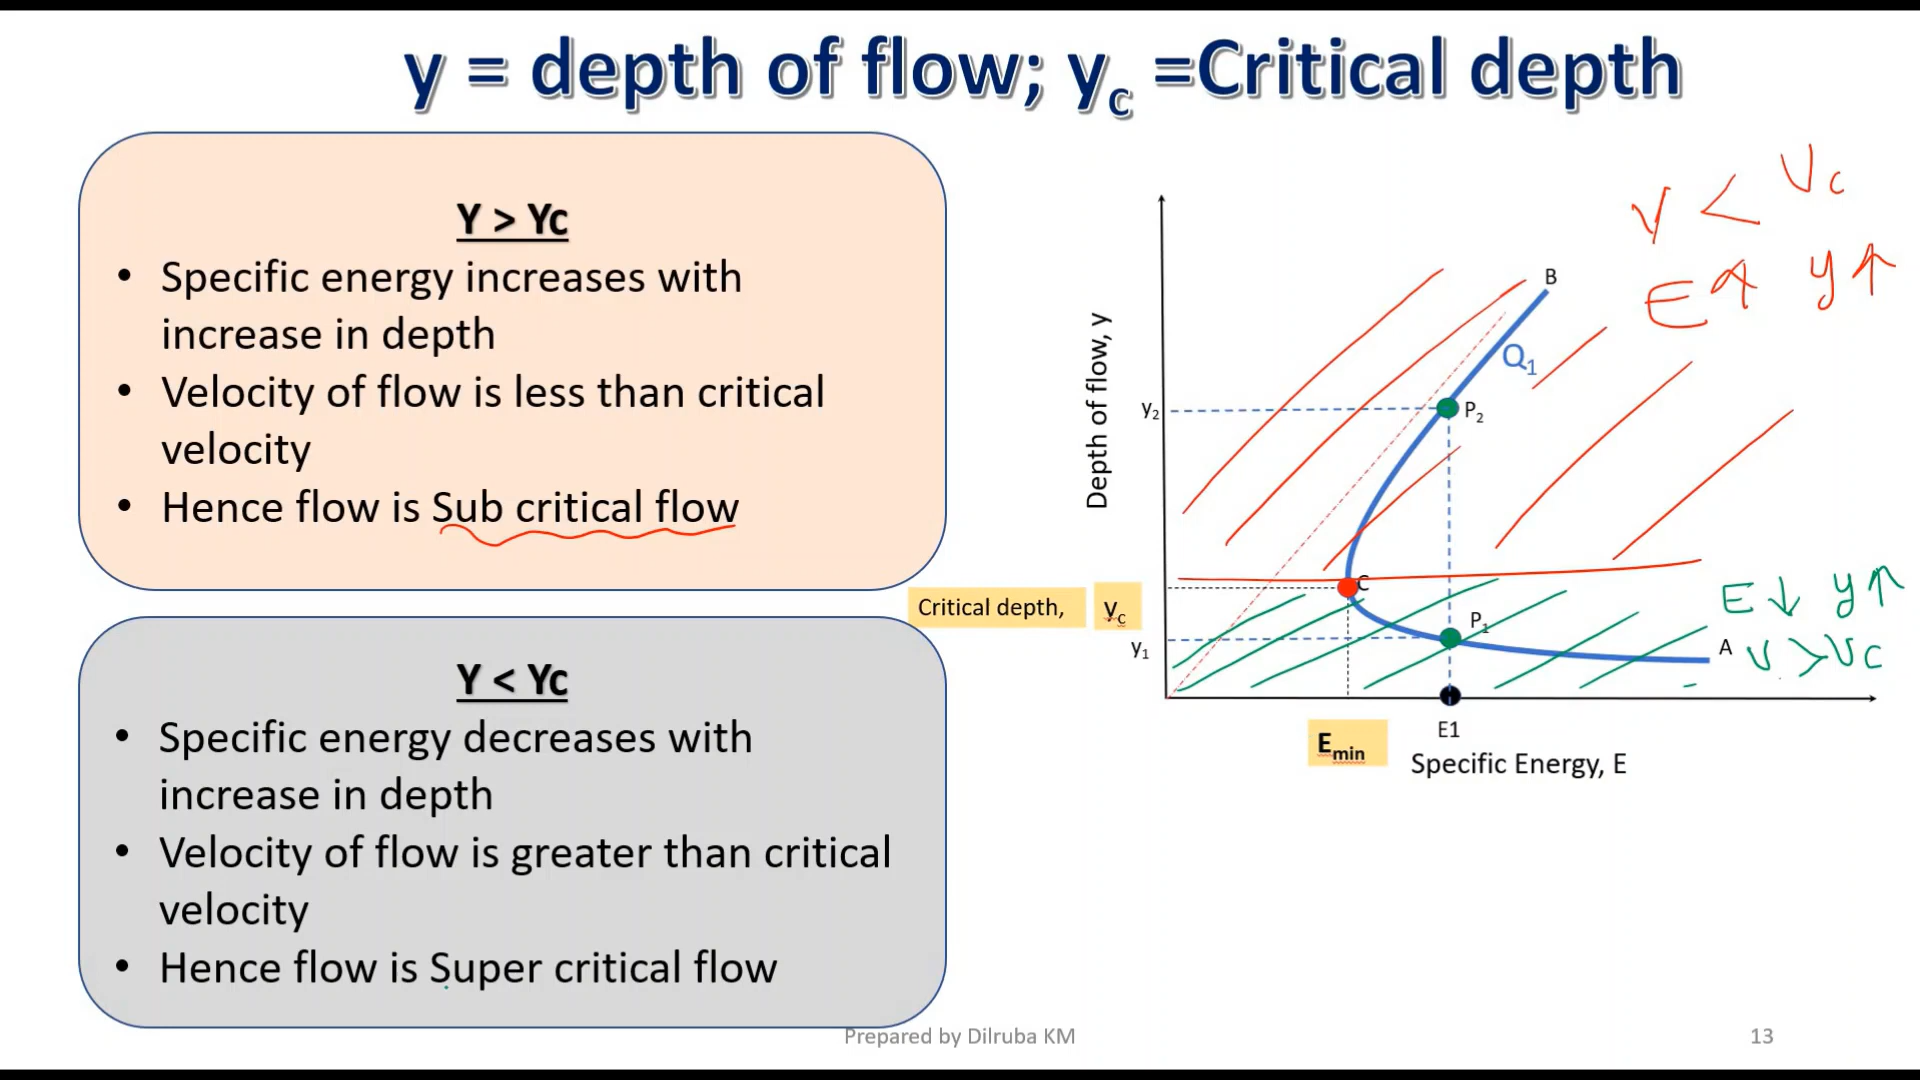 y = depth of flow; yc =Critical depth
Y > Yc
• Specific energy increases with
increase in depth
• Velocity of flow is less than critical
velocity
• Hence flow is Sub critical flow
Y < Yc
• Specific energy decreases with
increase in depth
• Velocity of flow is greater than critical
velocity
• Hence flow is Super critical flow
V < Vc
E↑ y↑
B
Q1
Depth of flow, y
y2
P2
C
Critical depth, yc
E↓ y↑
P1
y1
A
V > Vc
Emin
E1
Specific Energy, E
Prepared by Dilruba KM
13